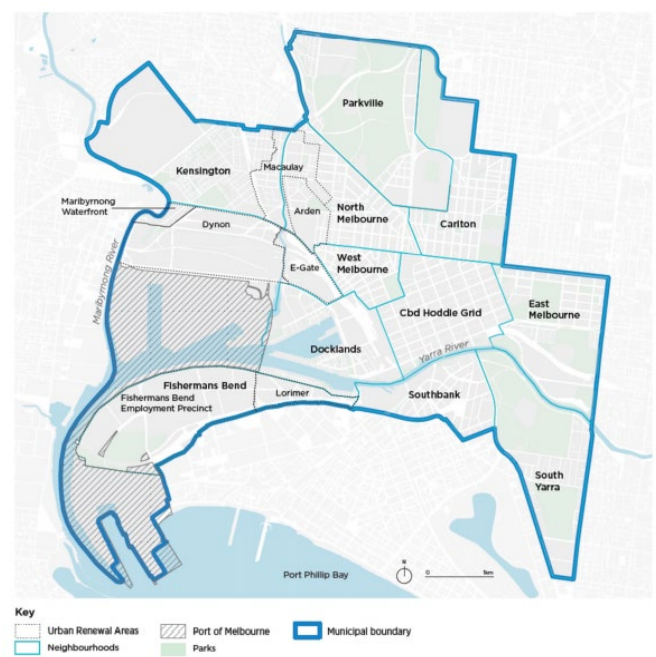 Parkville
Kensington
Macaulay
Maribyrnong
Waterfront
Arden
North
Melbourne
Dynon
Carlton
E-Gate
West
Melbourne
Maribyrnong River
Cbd Hoddle Grid
East
Melbourne
Docklands
Yarra River
Fishermans Bend
Fishermans Bend
Employment Precinct
Lorimer
Southbank
South
Yarra
Port Phillip Bay
N
0 1km
Key
Urban Renewal Areas
Port of Melbourne
Municipal boundary
Neighbourhoods
Parks